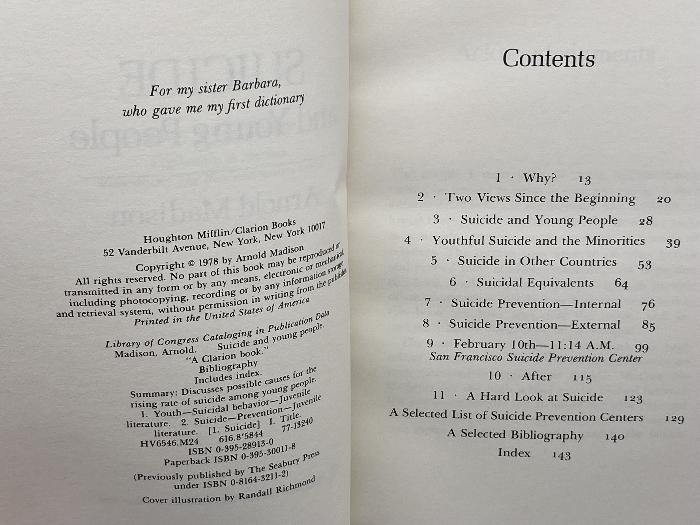 For my sister Barbara,
who gave me my first dictionary
Houghton Mifflin/Clarion Books
52 Vanderbilt Avenue, New York, New York 10017
Copyright © 1978 by Arnold Madison
All rights reserved. No part of this book may be reproduced or
transmitted in any form or by any means, electronic or mechanical,
including photocopying, recording or by any information storage
and retrieval system, without permission in writing from the publisher.
Printed in the United States of America
Library of Congress Cataloging in Publication Data
Madison, Arnold. Suicide and young people.
"A Clarion book."
Bibliography
Includes index.
Summary: Discusses possible causes for the
rising rate of suicide among young people.
1. Youth—Suicidal behavior—Juvenile
literature. 2. Suicide—Prevention—Juvenile
literature. [1. Suicide] I. Title.
HV6546.M24 616.8'5844 77-13240
ISBN 0-395-28913-0
Paperback ISBN 0-395-30011-8
(Previously published by The Seabury Press
under ISBN 0-8164-3211-2)
Cover illustration by Randall Richmond
Contents
1 · Why? 13
2 · Two Views Since the Beginning 20
3 · Suicide and Young People 28
4 · Youthful Suicide and the Minorities 39
5 · Suicide in Other Countries 53
6 · Suicidal Equivalents 64
7 · Suicide Prevention—Internal 76
8 · Suicide Prevention—External 85
9 · February 10th—11:14 A.M. 99
San Francisco Suicide Prevention Center
10 · After 115
11 · A Hard Look at Suicide 123
A Selected List of Suicide Prevention Centers 129
A Selected Bibliography 140
Index 143